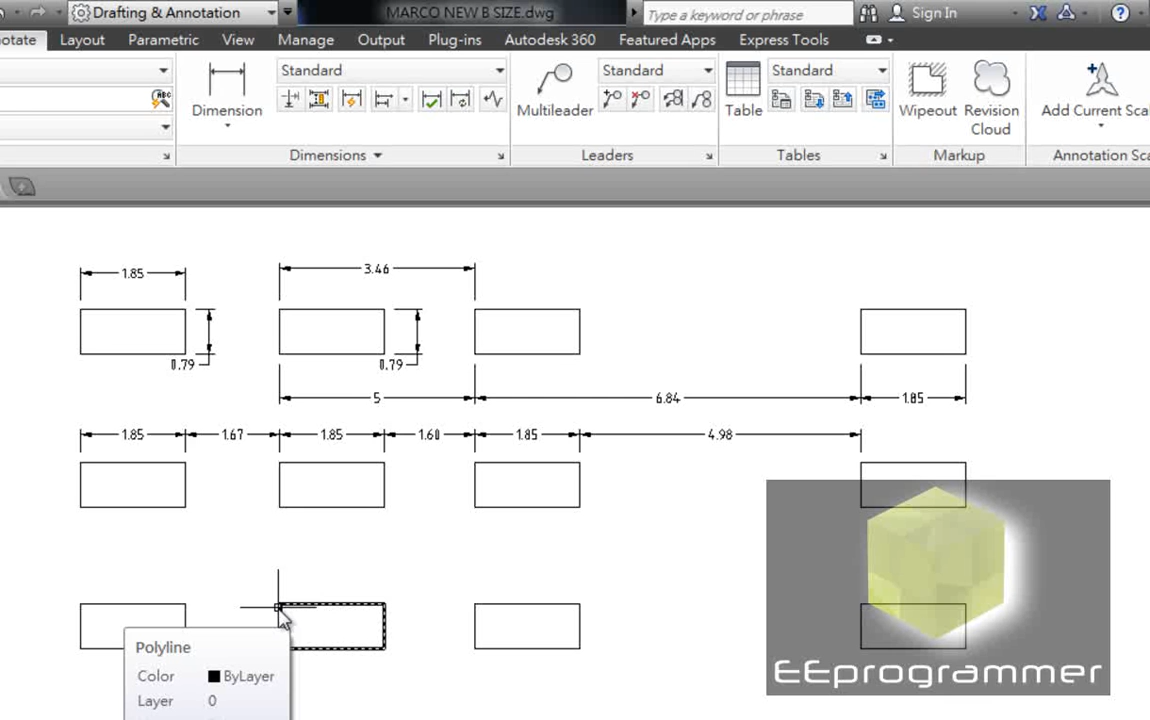 Drafting & Annotation
MARCO NEW B SIZE.dwg
Type a keyword or phrase
Sign In
otate
Layout
Parametric
View
Manage
Output
Plug-ins
Autodesk 360
Featured Apps
Express Tools
Standard
Standard
Standard
Dimension
Multileader
Table
Wipeout
Revision
Cloud
Add Current Sca
Dimensions
Leaders
Tables
Markup
Annotation Sca
1.85
3.46
0.79
0.79
5
6.84
1.85
1.85
1.67
1.85
1.60
1.85
4.98
Polyline
Color
ByLayer
Layer
0
EEprogrammer